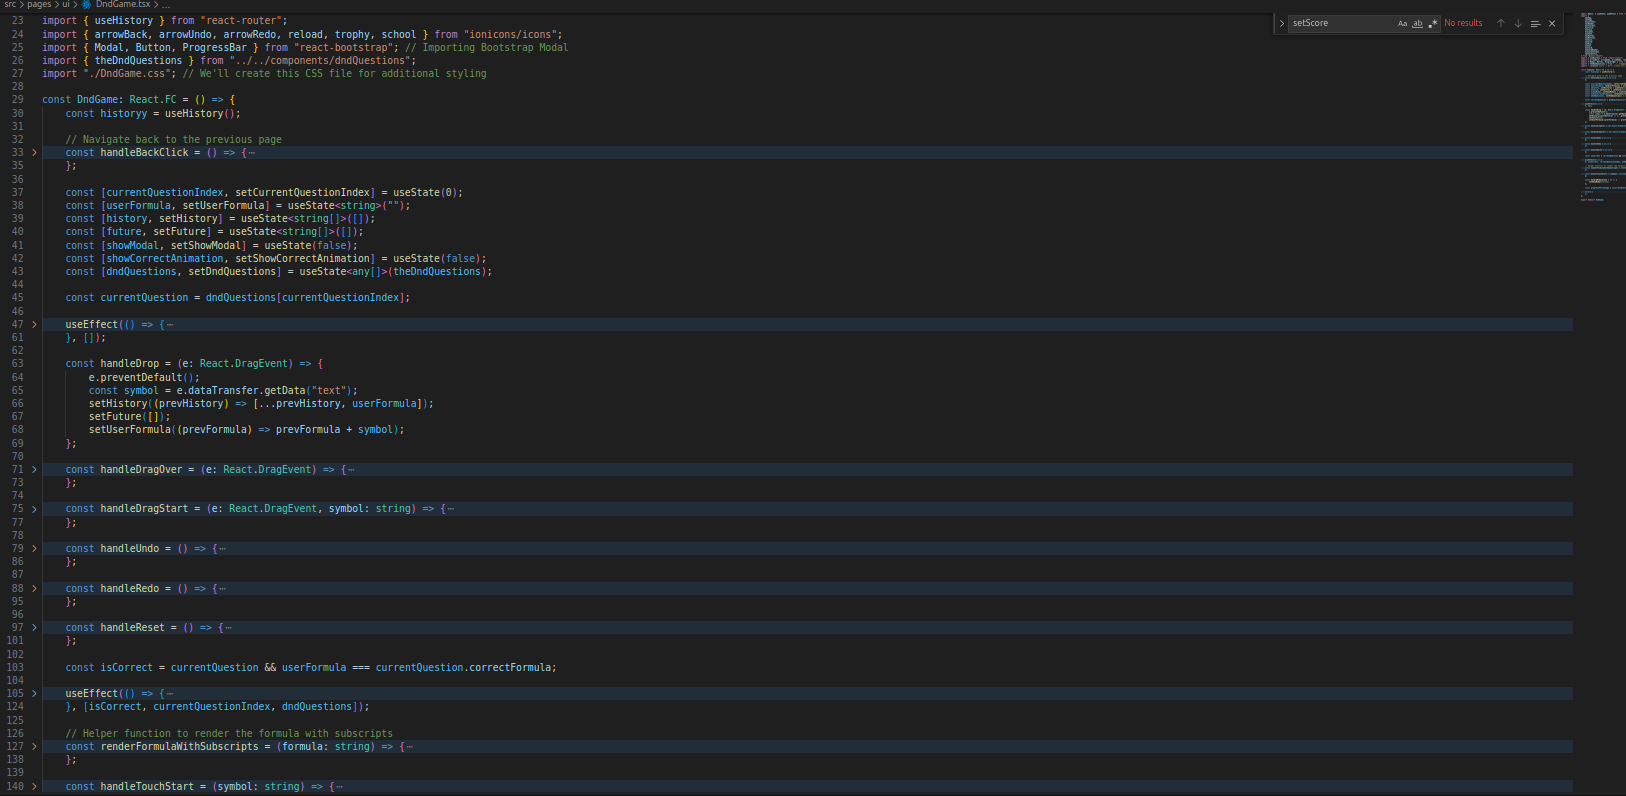 src > pages > ui > DndGame.tsx > ...
setScore Aa ab .* No results
23 import { useHistory } from "react-router";
24 import { arrowBack, arrowUndo, arrowRedo, reload, trophy, school } from "ionicons/icons";
25 import { Modal, Button, ProgressBar } from "react-bootstrap"; // Importing Bootstrap Modal
26 import { theDndQuestions } from "../../components/dndQuestions";
27 import "./DndGame.css"; // We'll create this CSS file for additional styling
28
29 const DndGame: React.FC = () => {
30 const historyy = useHistory();
31
32 // Navigate back to the previous page
33 const handleBackClick = () => {⋯
35 };
36
37 const [currentQuestionIndex, setCurrentQuestionIndex] = useState(0);
38 const [userFormula, setUserFormula] = useState<string>("");
39 const [history, setHistory] = useState<string[]>([]);
40 const [future, setFuture] = useState<string[]>([]);
41 const [showModal, setShowModal] = useState(false);
42 const [showCorrectAnimation, setShowCorrectAnimation] = useState(false);
43 const [dndQuestions, setDndQuestions] = useState<any[]>(theDndQuestions);
44
45 const currentQuestion = dndQuestions[currentQuestionIndex];
46
47 useEffect(() => {⋯
61 }, []);
62
63 const handleDrop = (e: React.DragEvent) => {
64 e.preventDefault();
65 const symbol = e.dataTransfer.getData("text");
66 setHistory((prevHistory) => [...prevHistory, userFormula]);
67 setFuture([]);
68 setUserFormula((prevFormula) => prevFormula + symbol);
69 };
70
71 const handleDragOver = (e: React.DragEvent) => {⋯
73 };
74
75 const handleDragStart = (e: React.DragEvent, symbol: string) => {⋯
77 };
78
79 const handleUndo = () => {⋯
86 };
87
88 const handleRedo = () => {⋯
95 };
96
97 const handleReset = () => {⋯
101 };
102
103 const isCorrect = currentQuestion && userFormula === currentQuestion.correctFormula;
104
105 useEffect(() => {⋯
124 }, [isCorrect, currentQuestionIndex, dndQuestions]);
125
126 // Helper function to render the formula with subscripts
127 const renderFormulaWithSubscripts = (formula: string) => {⋯
138 };
139
140 const handleTouchStart = (symbol: string) => {⋯